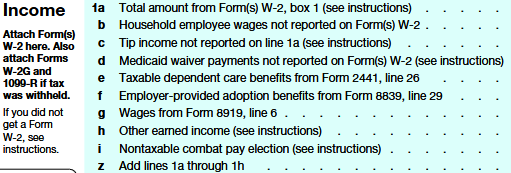 Income
Attach Form(s)
W-2 here. Also
attach Forms
W-2G and
1099-R if tax
was withheld.
If you did not
get a Form
W-2, see
instructions.
1a Total amount from Form(s) W-2, box 1 (see instructions) . . . . .
b Household employee wages not reported on Form(s) W-2 . . . . .
c Tip income not reported on line 1a (see instructions) . . . . . .
d Medicaid waiver payments not reported on Form(s) W-2 (see instructions)
e Taxable dependent care benefits from Form 2441, line 26 . . . .
f Employer-provided adoption benefits from Form 8839, line 29 . . .
g Wages from Form 8919, line 6 . . . . . . . . . . . .
h Other earned income (see instructions) . . . . . . . . .
i Nontaxable combat pay election (see instructions) . . . . . .
z Add lines 1a through 1h . . . . . . . . . . . . .